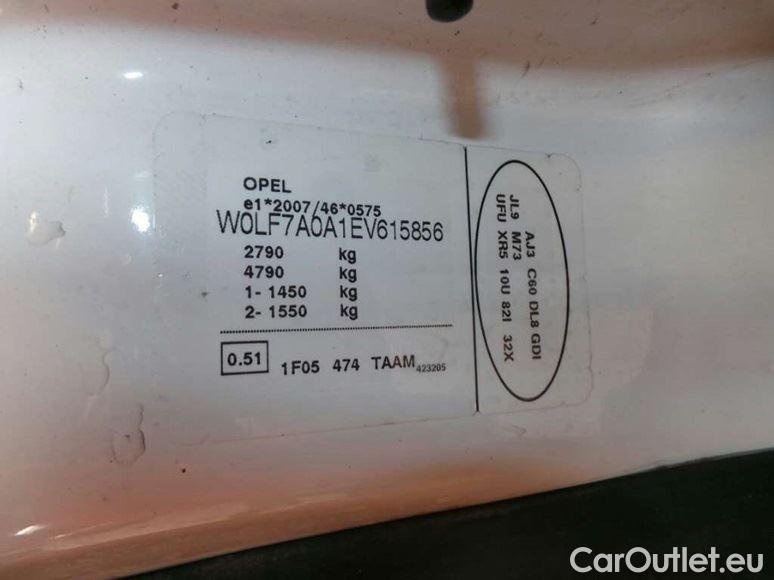 OPEL
e1*2007/46*0575
W0LF7A0A1EV615856
2790 kg
4790 kg
1- 1450 kg
2- 1550 kg
0.51 1F05 474 TAAM 423205
AJ3 C60 DL8 GDI
JL9 M73 10U 82I 32X
UFU XR5
CarOutlet.eu